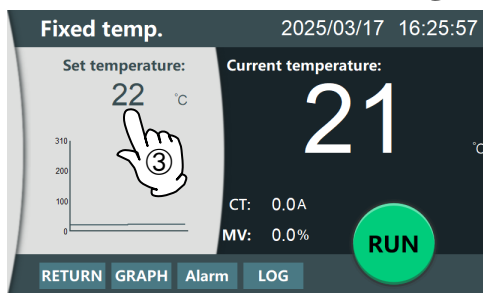 Fixed temp. 2025/03/17 16:25:57
Set temperature: Current temperature:
22 °C
21 °C
③
310
200
100
0
CT: 0.0A
MV: 0.0%
RUN
RETURN GRAPH Alarm LOG